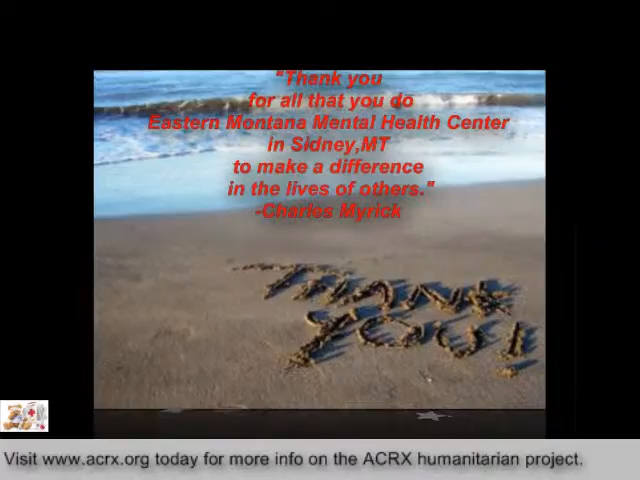 "Thank you
for all that you do
Eastern Montana Mental Health Center
in Sidney,MT
to make a difference
in the lives of others."
-Charles Myrick
THANK
YOU!
Visit www.acrx.org today for more info on the ACRX humanitarian project.